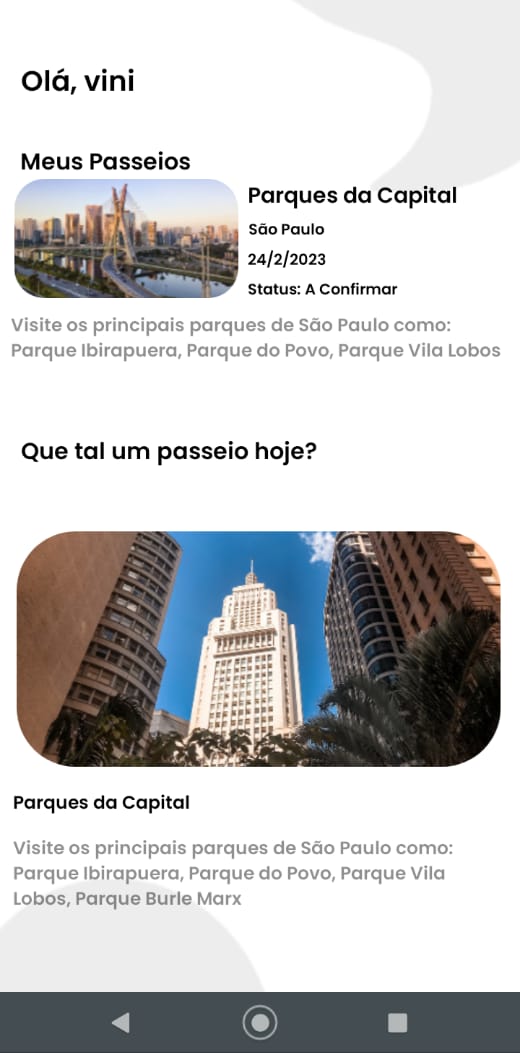 Olá, vini
Meus Passeios
Parques da Capital
São Paulo
24/2/2023
Status: A Confirmar
Visite os principais parques de São Paulo como:
Parque Ibirapuera, Parque do Povo, Parque Vila Lobos
Que tal um passeio hoje?
Parques da Capital
Visite os principais parques de São Paulo como:
Parque Ibirapuera, Parque do Povo, Parque Vila
Lobos, Parque Burle Marx